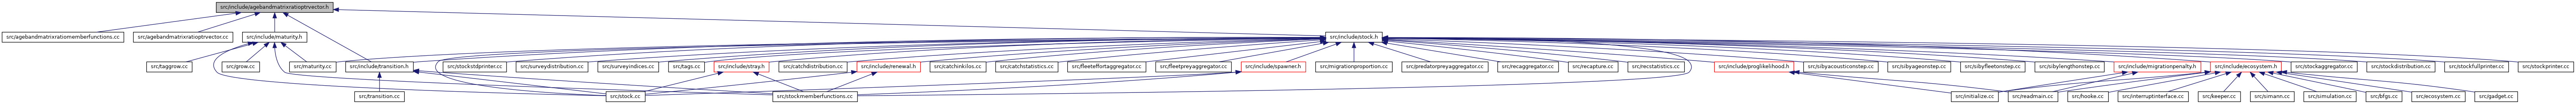 src/include/agebandmatrixratioptrvector.h
src/agebandmatrixratiomemberfunctions.cc
src/agebandmatrixratioptrvector.cc
src/include/maturity.h
src/include/stock.h
src/taggrow.cc
src/grow.cc
src/maturity.cc
src/include/transition.h
src/stockstdprinter.cc
src/surveydistribution.cc
src/surveyindices.cc
src/tags.cc
src/include/stray.h
src/catchdistribution.cc
src/include/renewal.h
src/catchinkilos.cc
src/catchstatistics.cc
src/fleeteffortaggregator.cc
src/fleetpreyaggregator.cc
src/include/spawner.h
src/migrationproportion.cc
src/predatorpreyaggregator.cc
src/recaggregator.cc
src/recapture.cc
src/recstatistics.cc
src/include/proglikelihood.h
src/sibyacousticonstep.cc
src/sibyageonstep.cc
src/sibyfleetonstep.cc
src/sibylengthonstep.cc
src/include/migrationpenalty.h
src/include/ecosystem.h
src/stockaggregator.cc
src/stockdistribution.cc
src/stockfullprinter.cc
src/stockprinter.cc
src/transition.cc
src/stock.cc
src/stockmemberfunctions.cc
src/initialize.cc
src/readmain.cc
src/hooke.cc
src/interruptinterface.cc
src/keeper.cc
src/simann.cc
src/simulation.cc
src/bfgs.cc
src/ecosystem.cc
src/gadget.cc